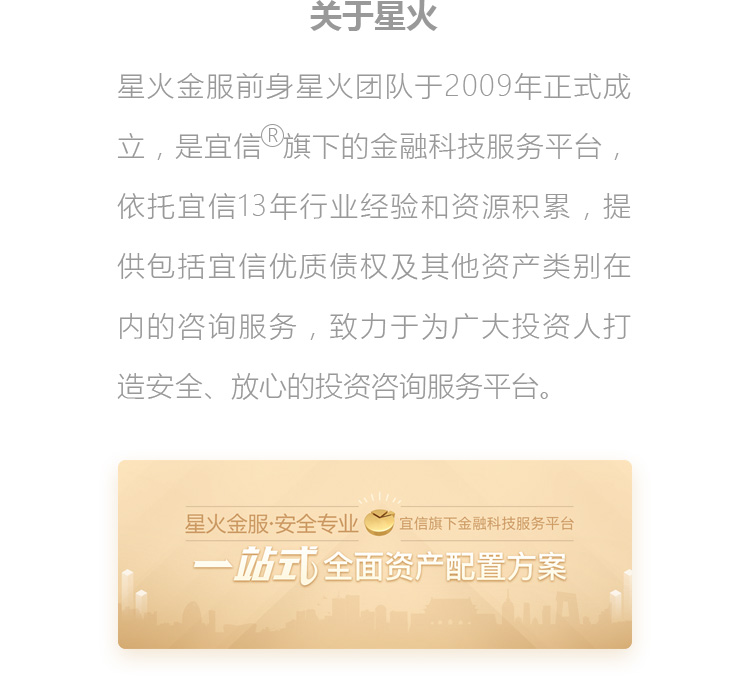 关于星火
星火金服前身星火团队于2009年正式成
立，是宜信®旗下的金融科技服务平台，
依托宜信13年行业经验和资源积累，提
供包括宜信优质债权及其他资产类别在
内的咨询服务，致力于为广大投资人打
造安全、放心的投资咨询服务平台。
星火金服·安全专业 宜信旗下金融科技服务平台
一站式全面资产配置方案